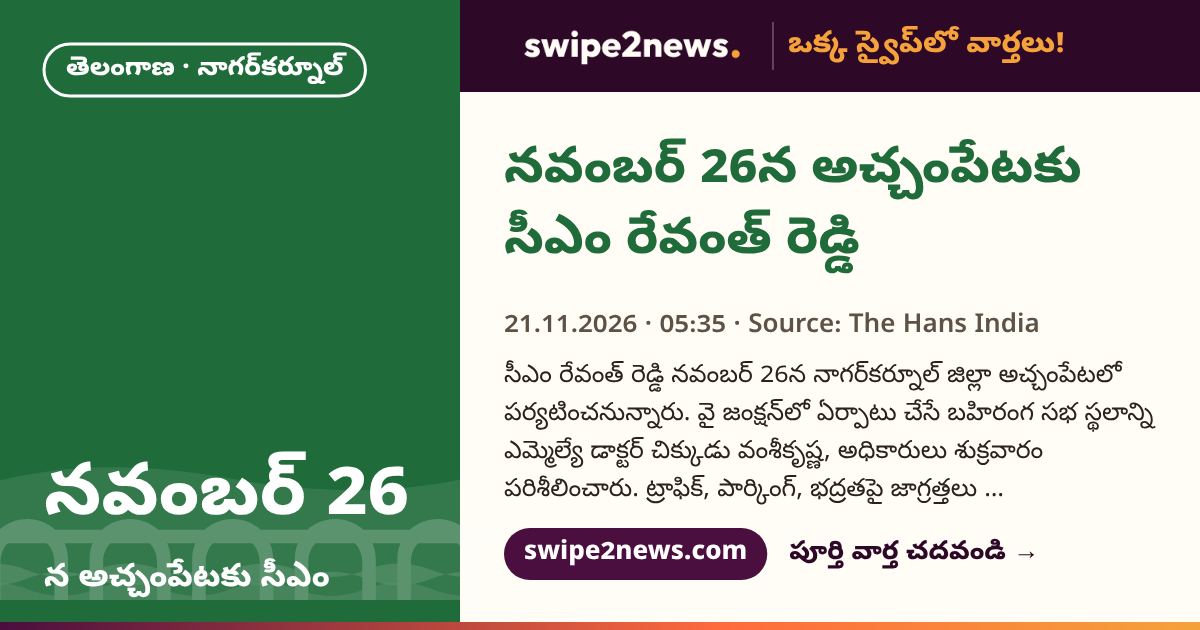 తెలంగాణ · నాగర్‌కర్నూల్
నవంబర్ 26
న అచ్చంపేటకు సీఎం
swipe2news.
ఒక్క స్వైప్‌లో వార్తలు!
నవంబర్ 26న అచ్చంపేటకు
సీఎం రేవంత్ రెడ్డి
21.11.2026 · 05:35 · Source: The Hans India
సీఎం రేవంత్ రెడ్డి నవంబర్ 26న నాగర్‌కర్నూల్ జిల్లా అచ్చంపేటలో
పర్యటించనున్నారు. వై జంక్షన్‌లో ఏర్పాటు చేసే బహిరంగ సభ స్థలాన్ని
ఎమ్మెల్యే డాక్టర్ చిక్కుడు వంశీకృష్ణ, అధికారులు శుక్రవారం
పరిశీలించారు. ట్రాఫిక్, పార్కింగ్, భద్రతపై జాగ్రత్తలు ...
swipe2news.com
పూర్తి వార్త చదవండి →